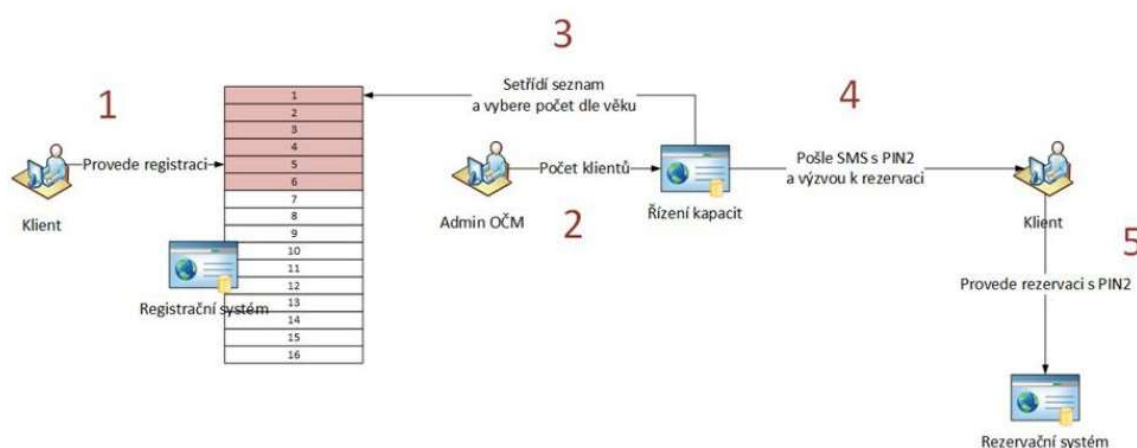 3
Setřídí seznam
a vybere počet dle věku
4
1
Provede registraci
Klient
1
2
3
4
5
6
7
8
9
10
11
12
13
14
15
16
Registrační systém
Počet klientů
Admin OČM
2
Řízení kapacit
Pošle SMS s PIN2
a výzvou k rezervaci
Klient
5
Provede rezervaci s PIN2
Rezervační systém